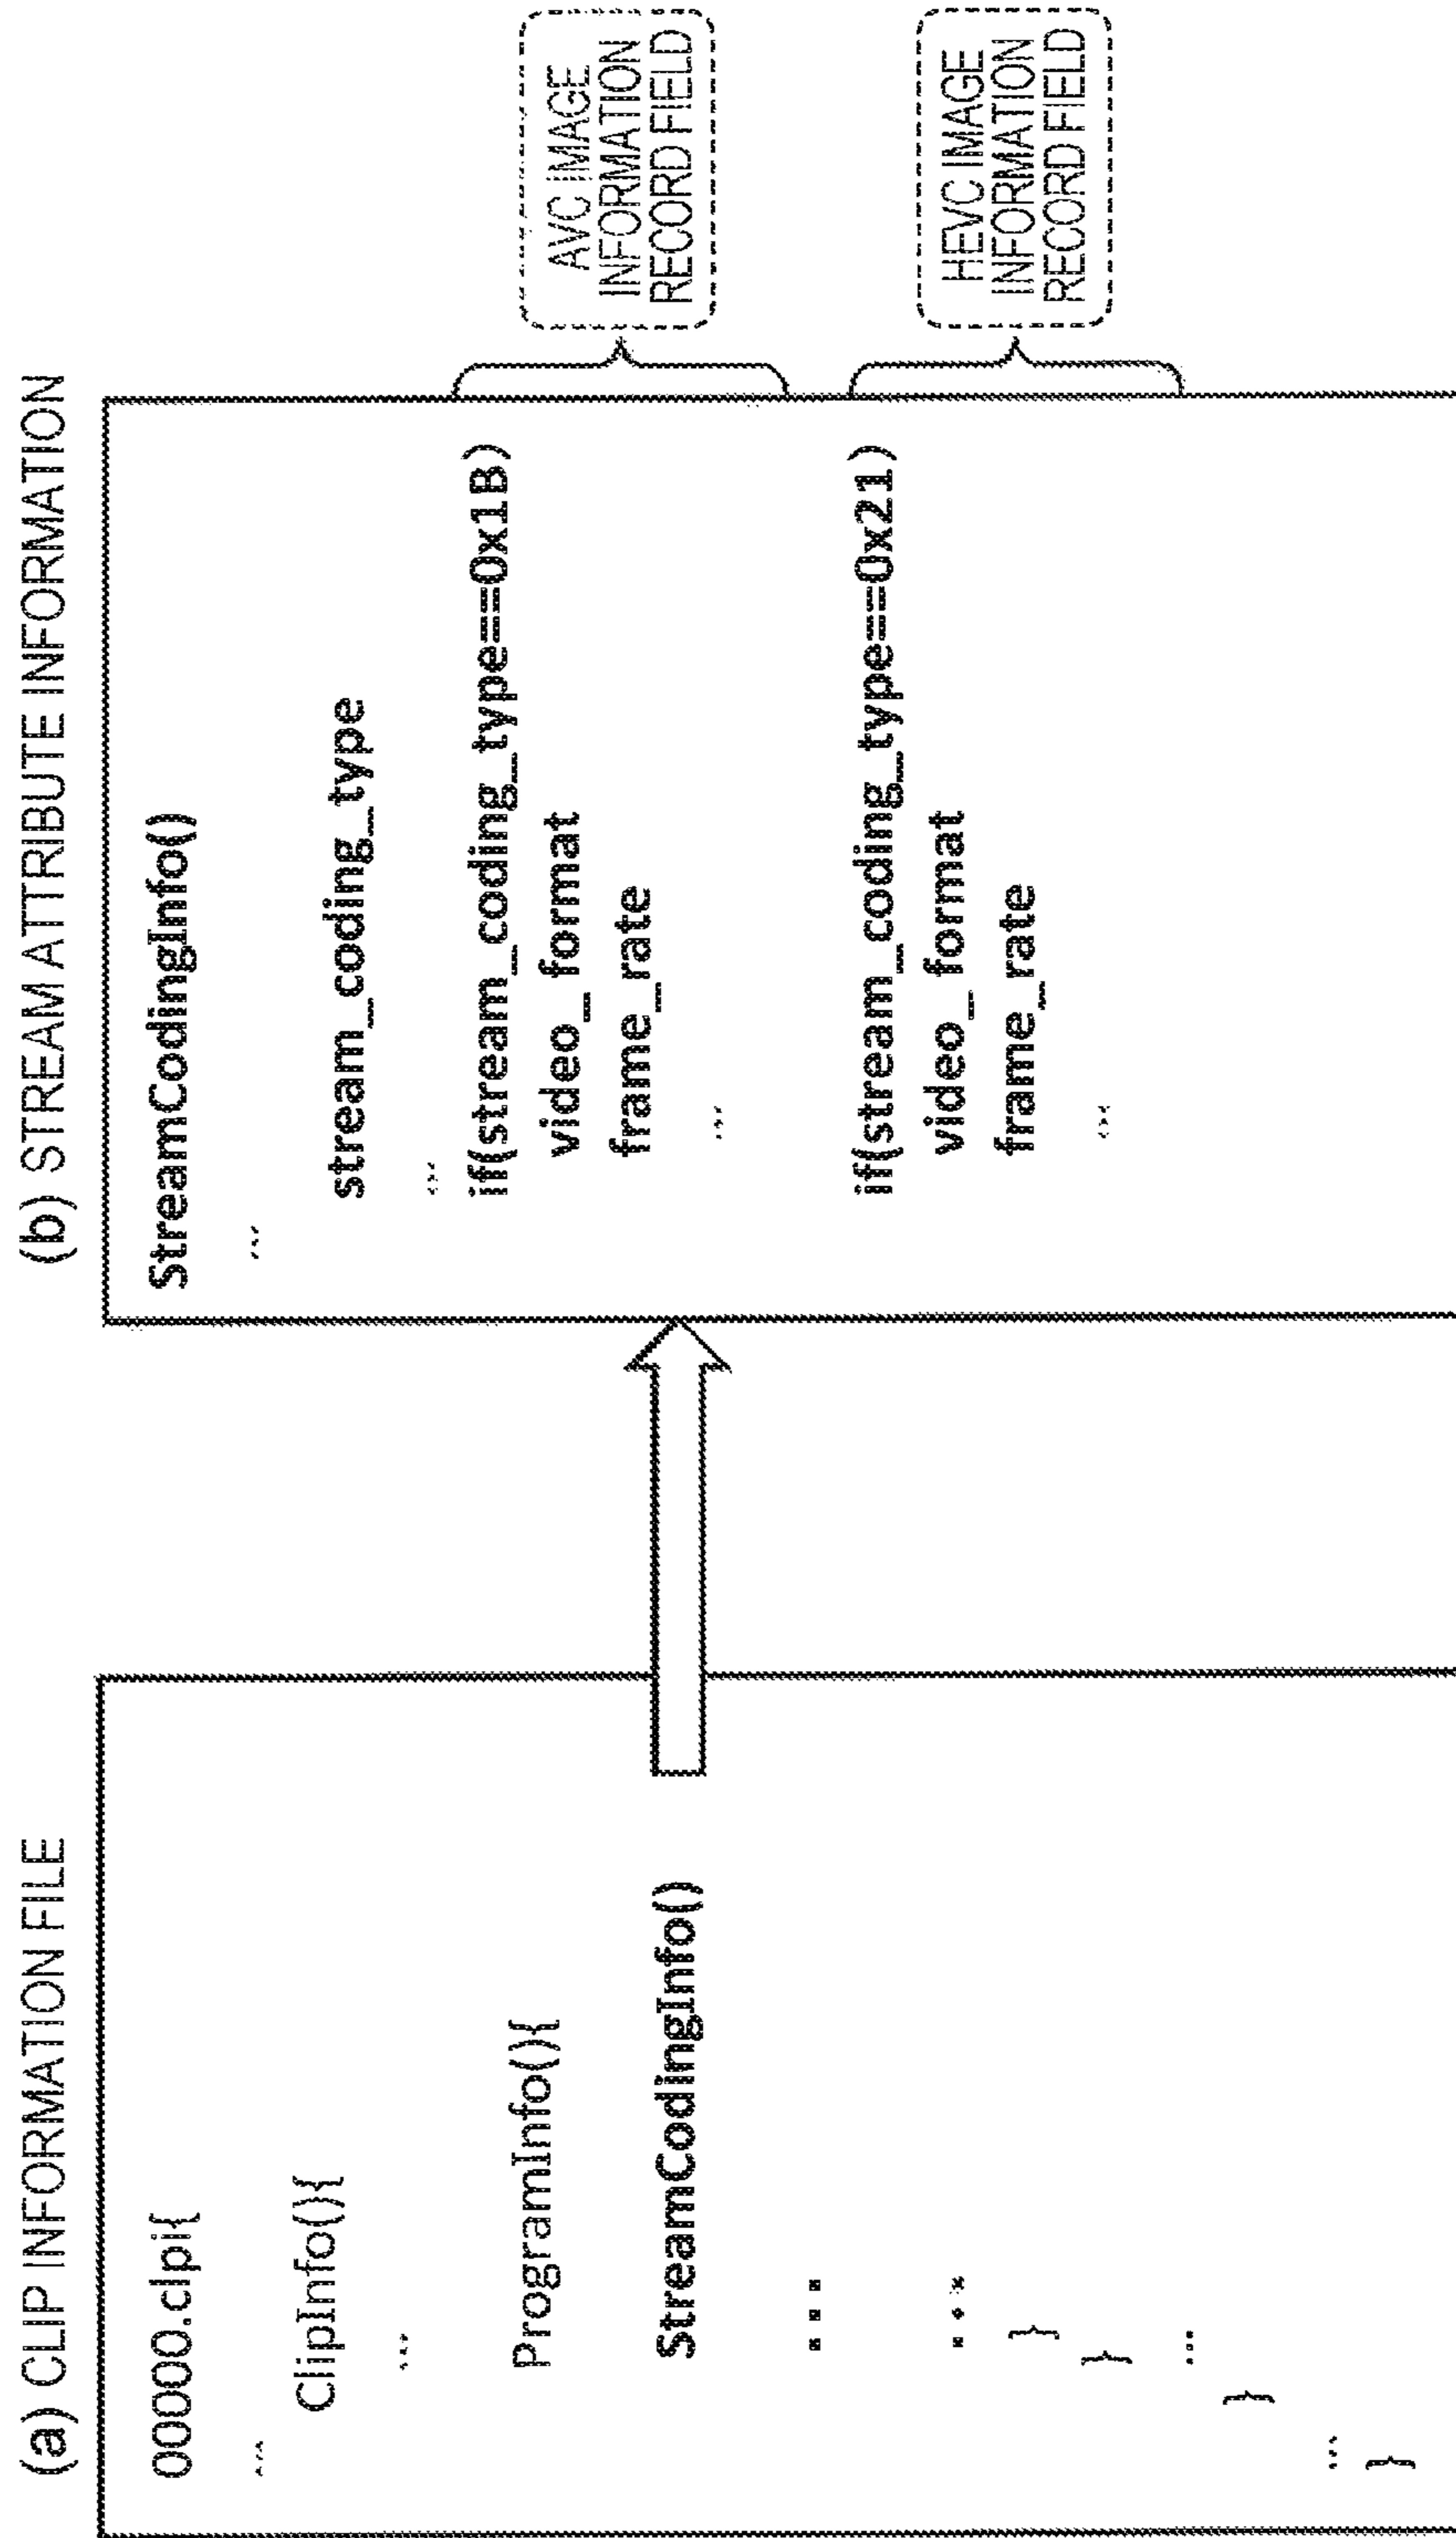 (a) CLIP INFORMATION FILE
00000.clpi{
...
ClipInfo(){
...
ProgramInfo(){
StreamCodingInfo()
...
...
}
}
...
}
...
}
(b) STREAM ATTRIBUTE INFORMATION
StreamCodingInfo()
...
stream_coding_type
...
if(stream_coding_type==0x1B)
video_format
frame_rate
...
if(stream_coding_type==0x21)
video_format
frame_rate
...
AVC IMAGE
INFORMATION
RECORD FIELD
HEVC IMAGE
INFORMATION
RECORD FIELD